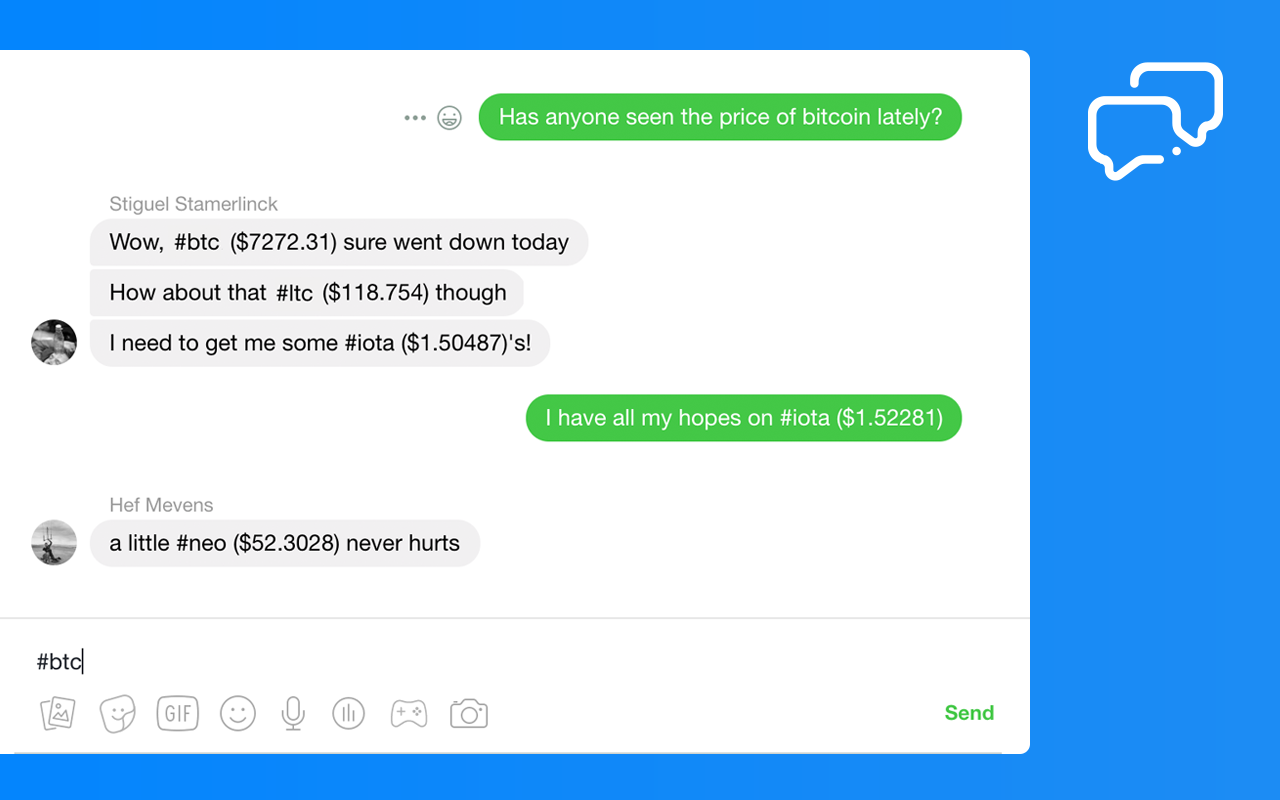 Has anyone seen the price of bitcoin lately?
Stiguel Stamerlinck
Wow, #btc ($7272.31) sure went down today
How about that #ltc ($118.754) though
I need to get me some #iota ($1.50487)'s!
I have all my hopes on #iota ($1.52281)
Hef Mevens
a little #neo ($52.3028) never hurts
#btc
GIF
Send